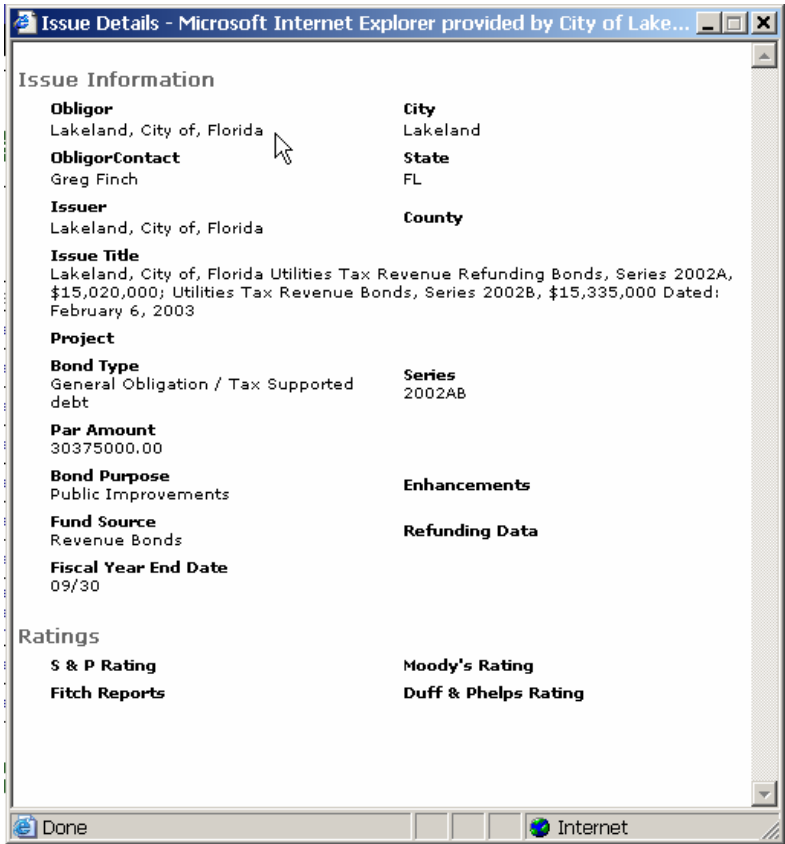 Issue Details - Microsoft Internet Explorer provided by City of Lake...
Issue Information
Obligor
Lakeland, City of, Florida
City
Lakeland
ObligorContact
Greg Finch
State
FL
Issuer
Lakeland, City of, Florida
County
Issue Title
Lakeland, City of, Florida Utilities Tax Revenue Refunding Bonds, Series 2002A,
$15,020,000; Utilities Tax Revenue Bonds, Series 2002B, $15,335,000 Dated:
February 6, 2003
Project
Bond Type
General Obligation / Tax Supported
debt
Series
2002AB
Par Amount
30375000.00
Bond Purpose
Public Improvements
Enhancements
Fund Source
Revenue Bonds
Refunding Data
Fiscal Year End Date
09/30
Ratings
S & P Rating
Moody's Rating
Fitch Reports
Duff & Phelps Rating
Done
Internet